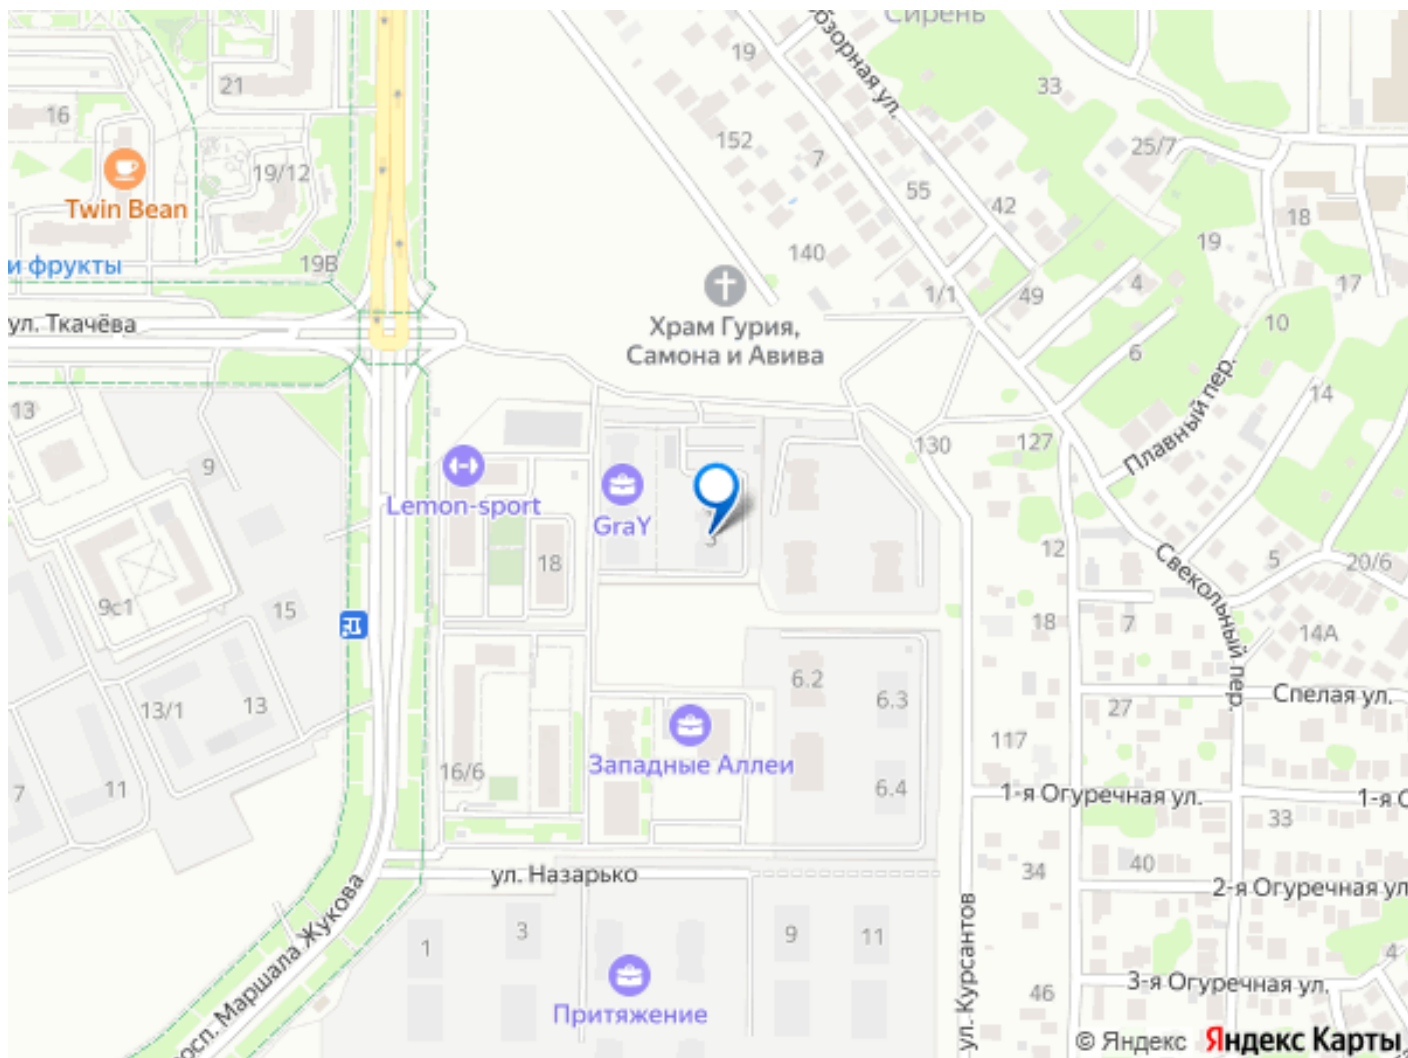 Сирень
Обзорная ул.
19
33
21
16
152
7
25/7
19/12
55
42
18
Twin Bean
19
140
17
и фрукты
19В
4
1/1
49
10
ул. Ткачёва
Храм Гурия,
Самона и Авива
6
Плавный пер.
14
13
130
127
9
Lemon-sport
GraY
3
12
Свекольный пер.
5
20/6
18
9с1
15
18
7
14А
6.2
6.3
Спелая ул.
13/1
13
27
117
Западные Аллеи
16/6
6.4
7
11
1-я Огуречная ул.
1-я О
33
ул. Назарько
34
40
2-я Огуречная ул
просп. Маршала Жукова
1
3
9
11
ул. Курсантов
4
3-я Огуречная ул.
46
Притяжение
© Яндекс Яндекс Карты